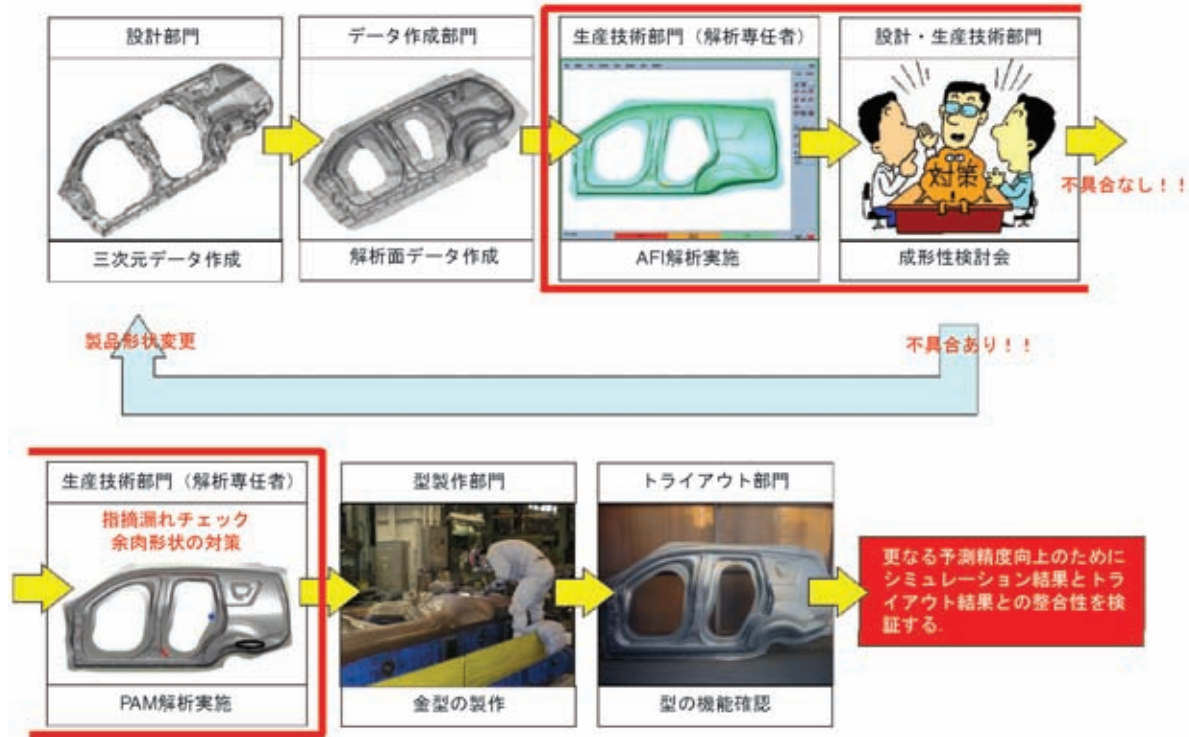 設計部門
データ作成部門
生産技術部門（解析専任者）
設計・生産技術部門
対策
!
不具合なし！！
三次元データ作成
解析面データ作成
AFI解析実施
成形性検討会
製品形状変更
不具合あり！！
生産技術部門（解析専任者）
指摘漏れチェック
余肉形状の対策
型製作部門
トライアウト部門
更なる予測精度向上のために
シミュレーション結果とトラ
イアウト結果との整合性を検
証する.
PAM解析実施
金型の製作
型の機能確認